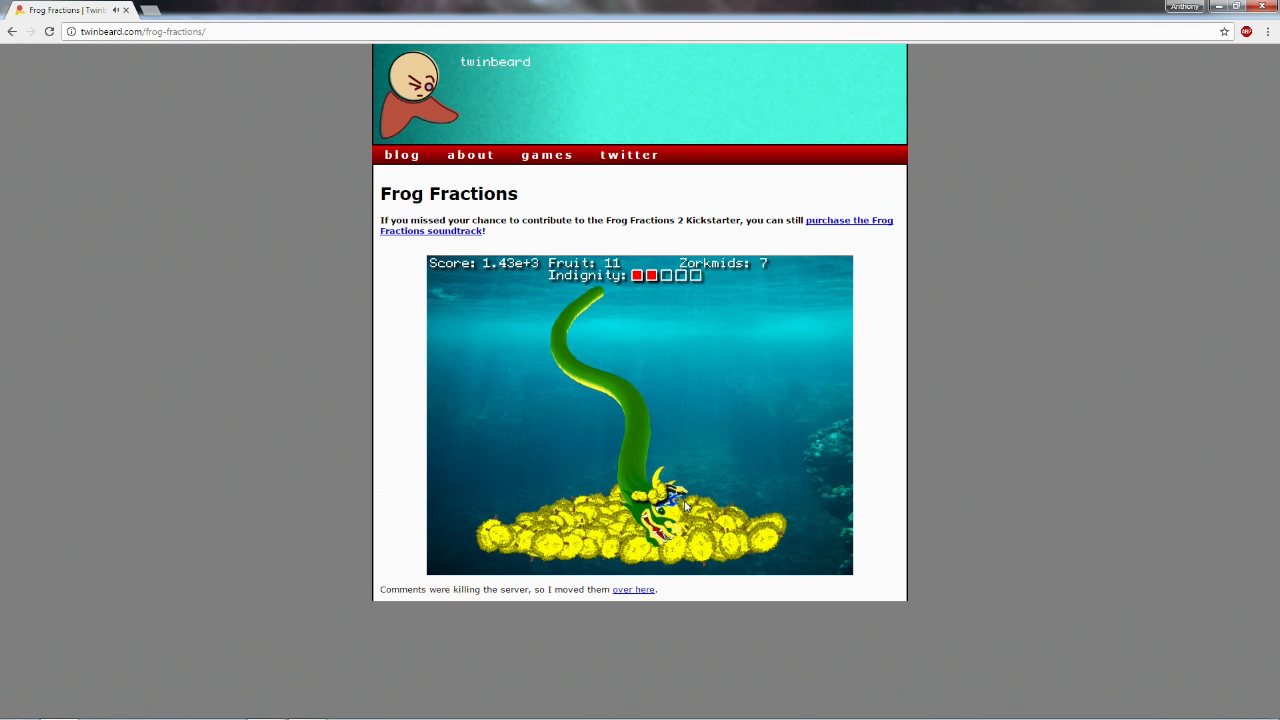 Frog Fractions | Twinb
Anthony
twinbeard.com/frog-fractions/
ABP
twinbeard
blog about games twitter
Frog Fractions
If you missed your chance to contribute to the Frog Fractions 2 Kickstarter, you can still purchase the Frog
Fractions soundtrack!
Score: 1.43e+3 Fruit: 11 Zorkmids: 7
Indignity:
Comments were killing the server, so I moved them over here.